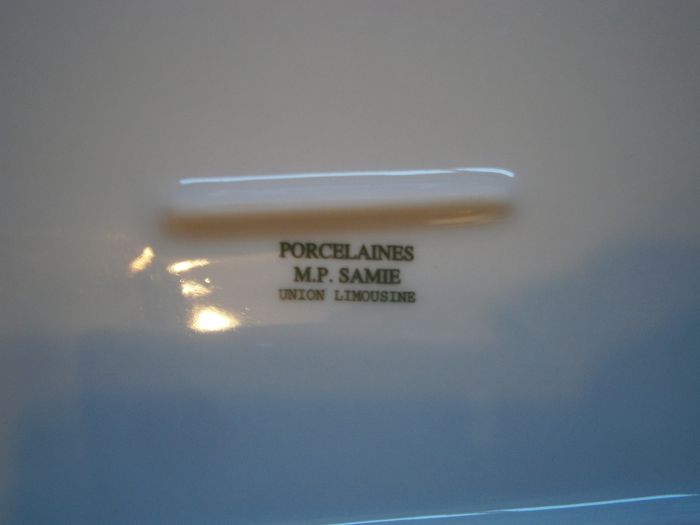 PORCELAINES
M.P. SAMIE
UNION LIMOUSINE